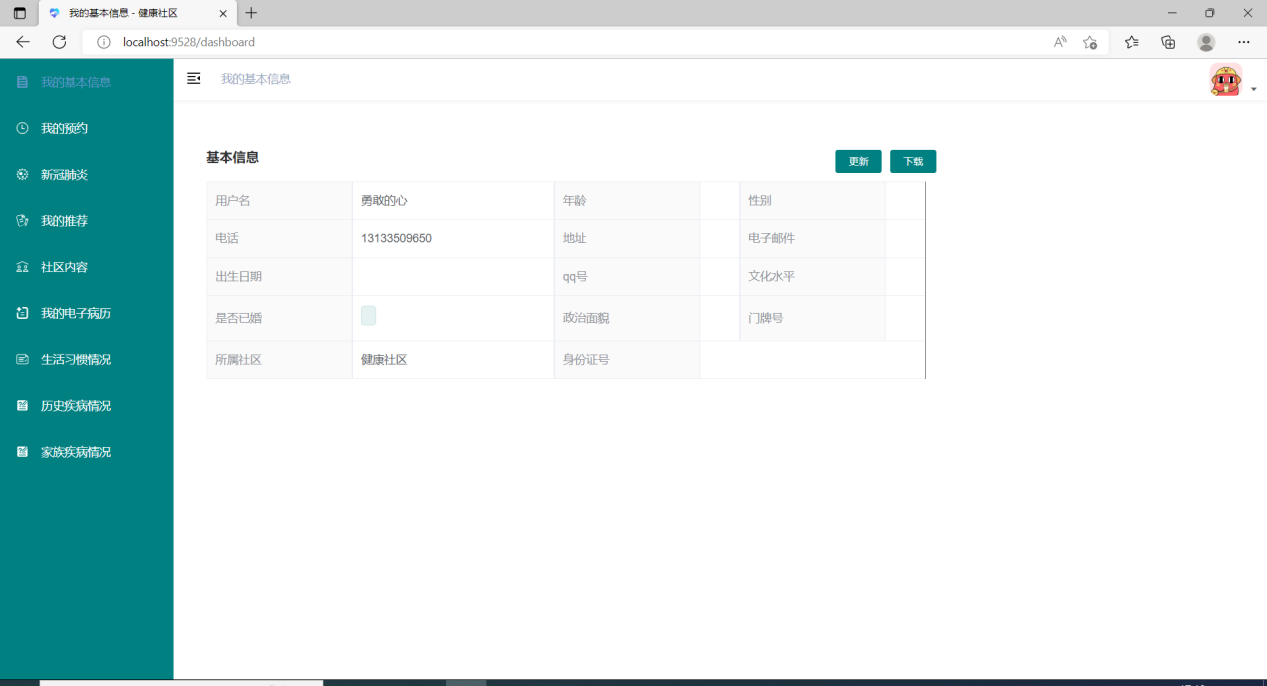 我的基本信息 - 健康社区
localhost:9528/dashboard
我的基本信息
我的预约
新冠肺炎
我的推荐
社区内容
我的电子病历
生活习惯情况
历史疾病情况
家族疾病情况
我的基本信息
基本信息
更新 下载
用户名 勇敢的心 年龄 性别
电话 13133509650 地址 电子邮件
出生日期 qq号 文化水平
是否已婚 政治面貌 门牌号
所属社区 健康社区 身份证号